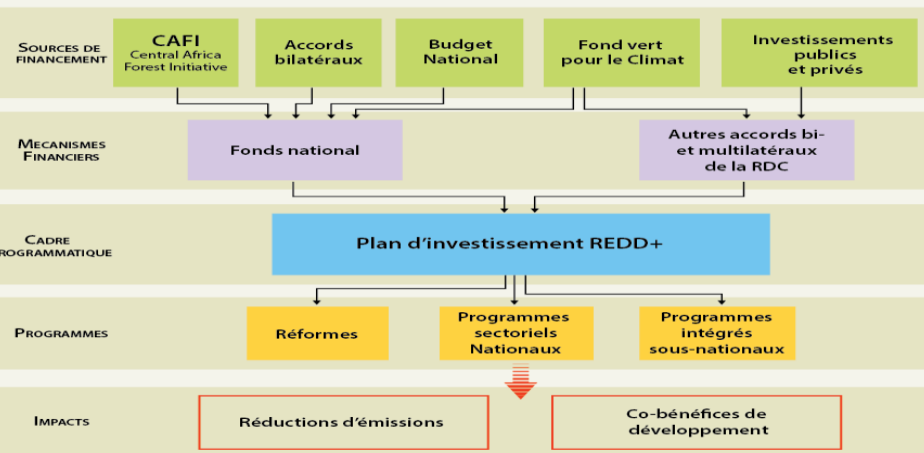 SOURCES DE
FINANCEMENT
CAFI
Central Africa
Forest Initiative
Accords
bilatéraux
Budget
National
Fond vert
pour le Climat
Investissements
publics
et privés
MECANISMES
FINANCIERS
Fonds national
Autres accords bi-
et multilatéraux
de la RDC
CADRE
ROGRAMMATIQUE
Plan d’investissement REDD+
PROGRAMMES
Réformes
Programmes
sectoriels
Nationaux
Programmes
intégrés
sous-nationaux
IMPACTS
Réductions d’émissions
Co-bénéfices de
développement